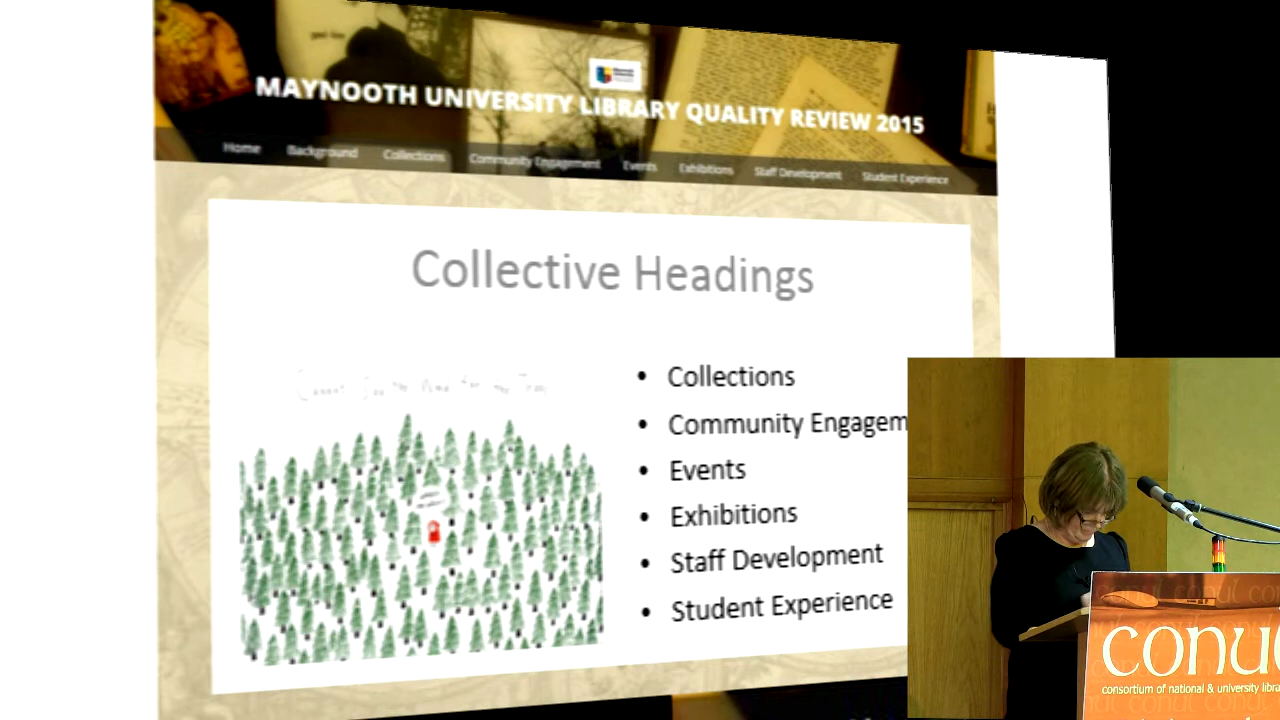 MAYNOOTH UNIVERSITY LIBRARY QUALITY REVIEW 2015
Home Background Collections Community Engagement Events Exhibitions Staff Development Student Experience
Collective Headings
• Collections
• Community Engagem
• Events
• Exhibitions
• Staff Development
• Student Experience
conu
consortium of national & university libra